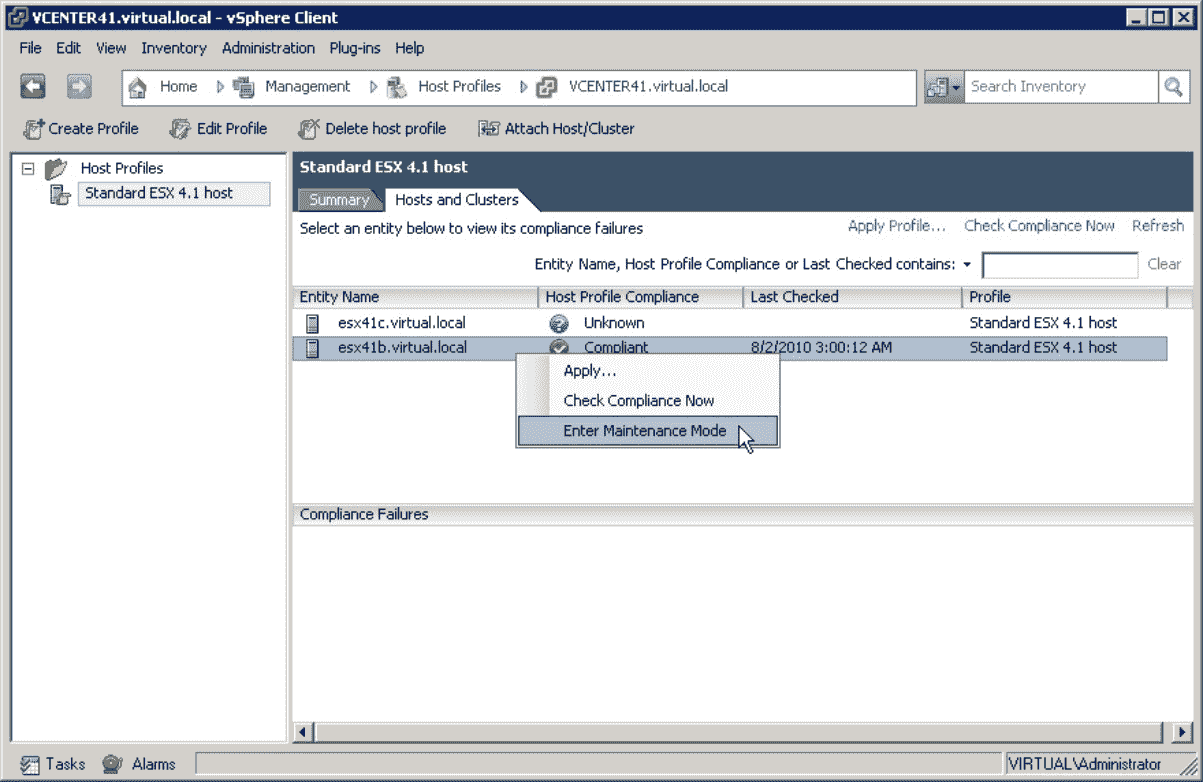 VCENTER41.virtual.local - vSphere Client
File Edit View Inventory Administration Plug-ins Help
Home Management Host Profiles VCENTER41.virtual.local Search Inventory
Create Profile Edit Profile Delete host profile Attach Host/Cluster
Host Profiles
Standard ESX 4.1 host
Standard ESX 4.1 host
Summary Hosts and Clusters
Select an entity below to view its compliance failures Apply Profile... Check Compliance Now Refresh
Entity Name, Host Profile Compliance or Last Checked contains: Clear
Entity Name Host Profile Compliance Last Checked Profile
esx41c.virtual.local Unknown Standard ESX 4.1 host
esx41b.virtual.local Compliant 8/2/2010 3:00:12 AM Standard ESX 4.1 host
Apply...
Check Compliance Now
Enter Maintenance Mode
Compliance Failures
Tasks Alarms VIRTUAL\Administrator